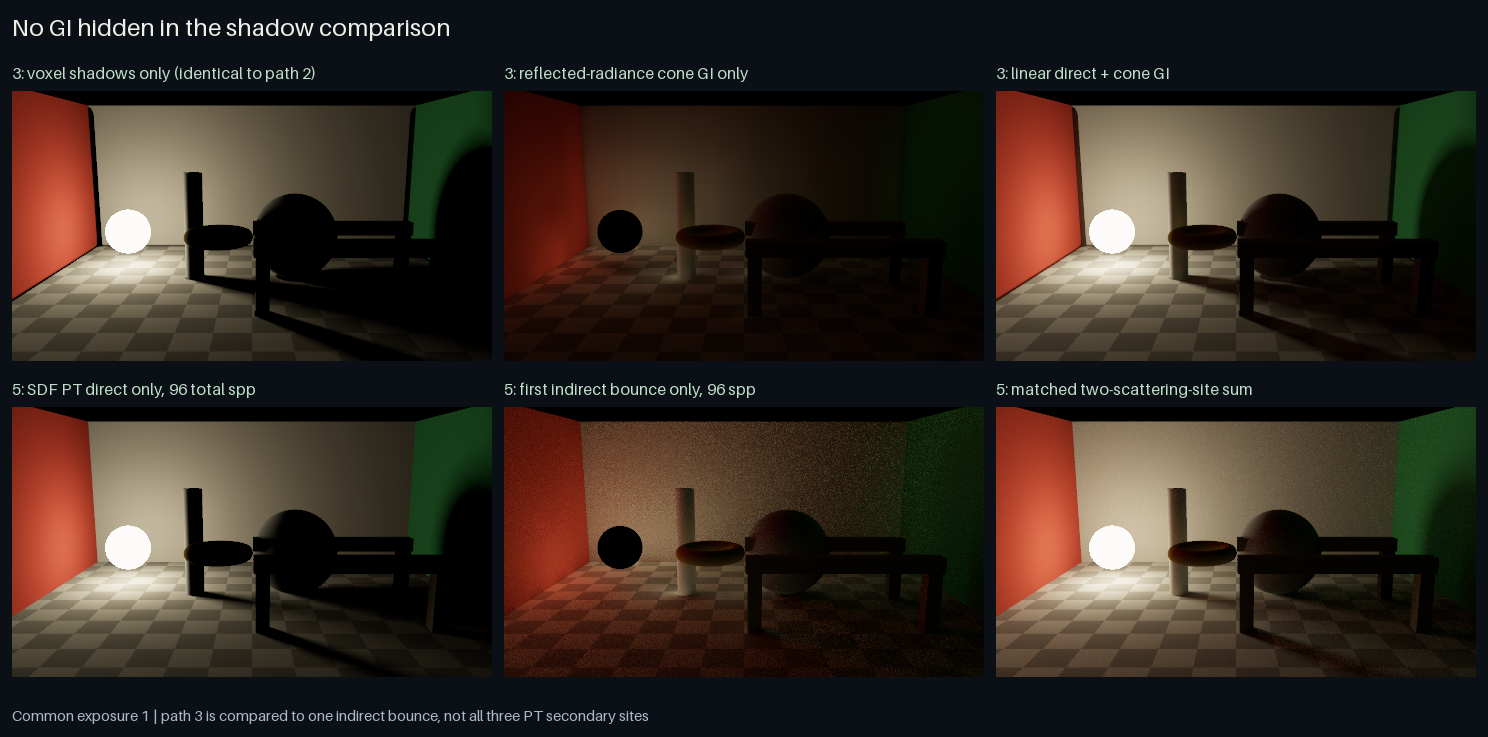 No GI hidden in the shadow comparison
3: voxel shadows only (identical to path 2)
3: reflected-radiance cone GI only
3: linear direct + cone GI
5: SDF PT direct only, 96 total spp
5: first indirect bounce only, 96 spp
5: matched two-scattering-site sum
Common exposure 1 | path 3 is compared to one indirect bounce, not all three PT secondary sites